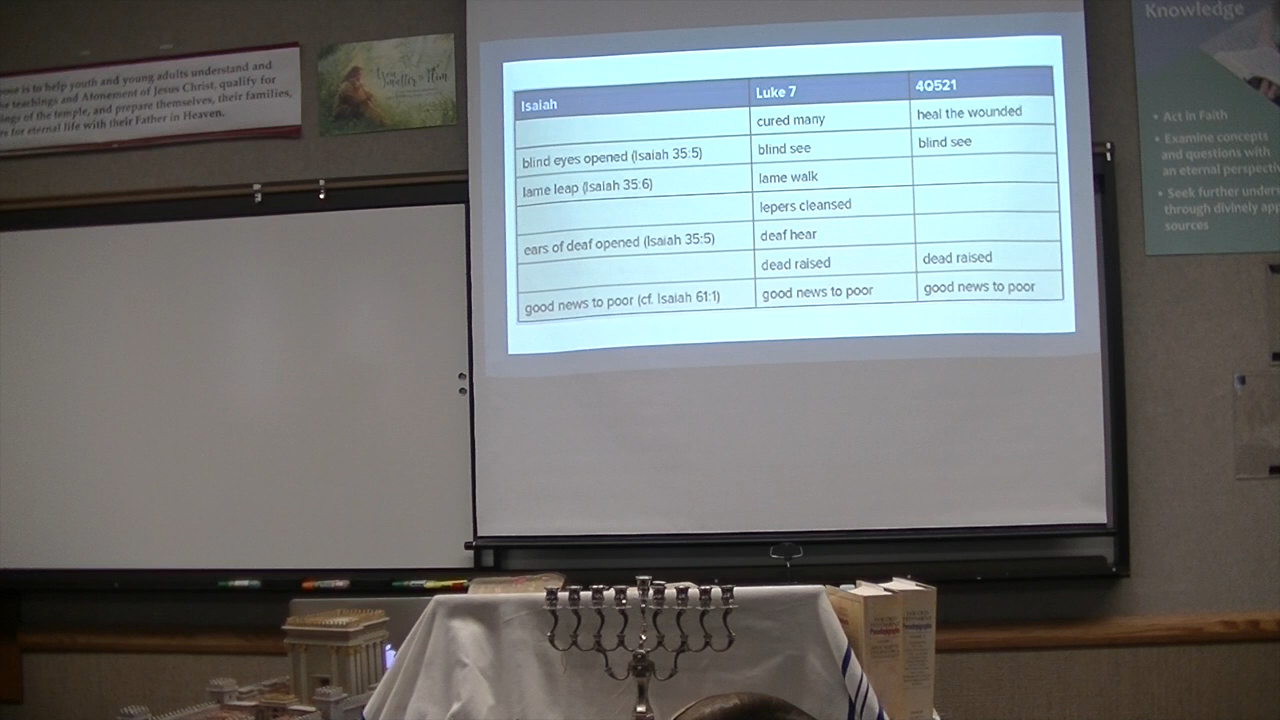 is to help youth and young adults understand and
teachings and Atonement of Jesus Christ, qualify for
of the temple, and prepare themselves, their families,
for eternal life with their Father in Heaven.
Isaiah | Luke 7 | 4Q521
cured many | heal the wounded
blind eyes opened (Isaiah 35:5) | blind see | blind see
lame leap (Isaiah 35:6) | lame walk
lepers cleansed
ears of deaf opened (Isaiah 35:5) | deaf hear
dead raised | dead raised
good news to poor (cf. Isaiah 61:1) | good news to poor | good news to poor
Knowledge
• Act in Faith
• Examine concepts
and questions with
an eternal
• Seek further
through divinely
sources
Pseudepigrapha
Pseudepigrapha